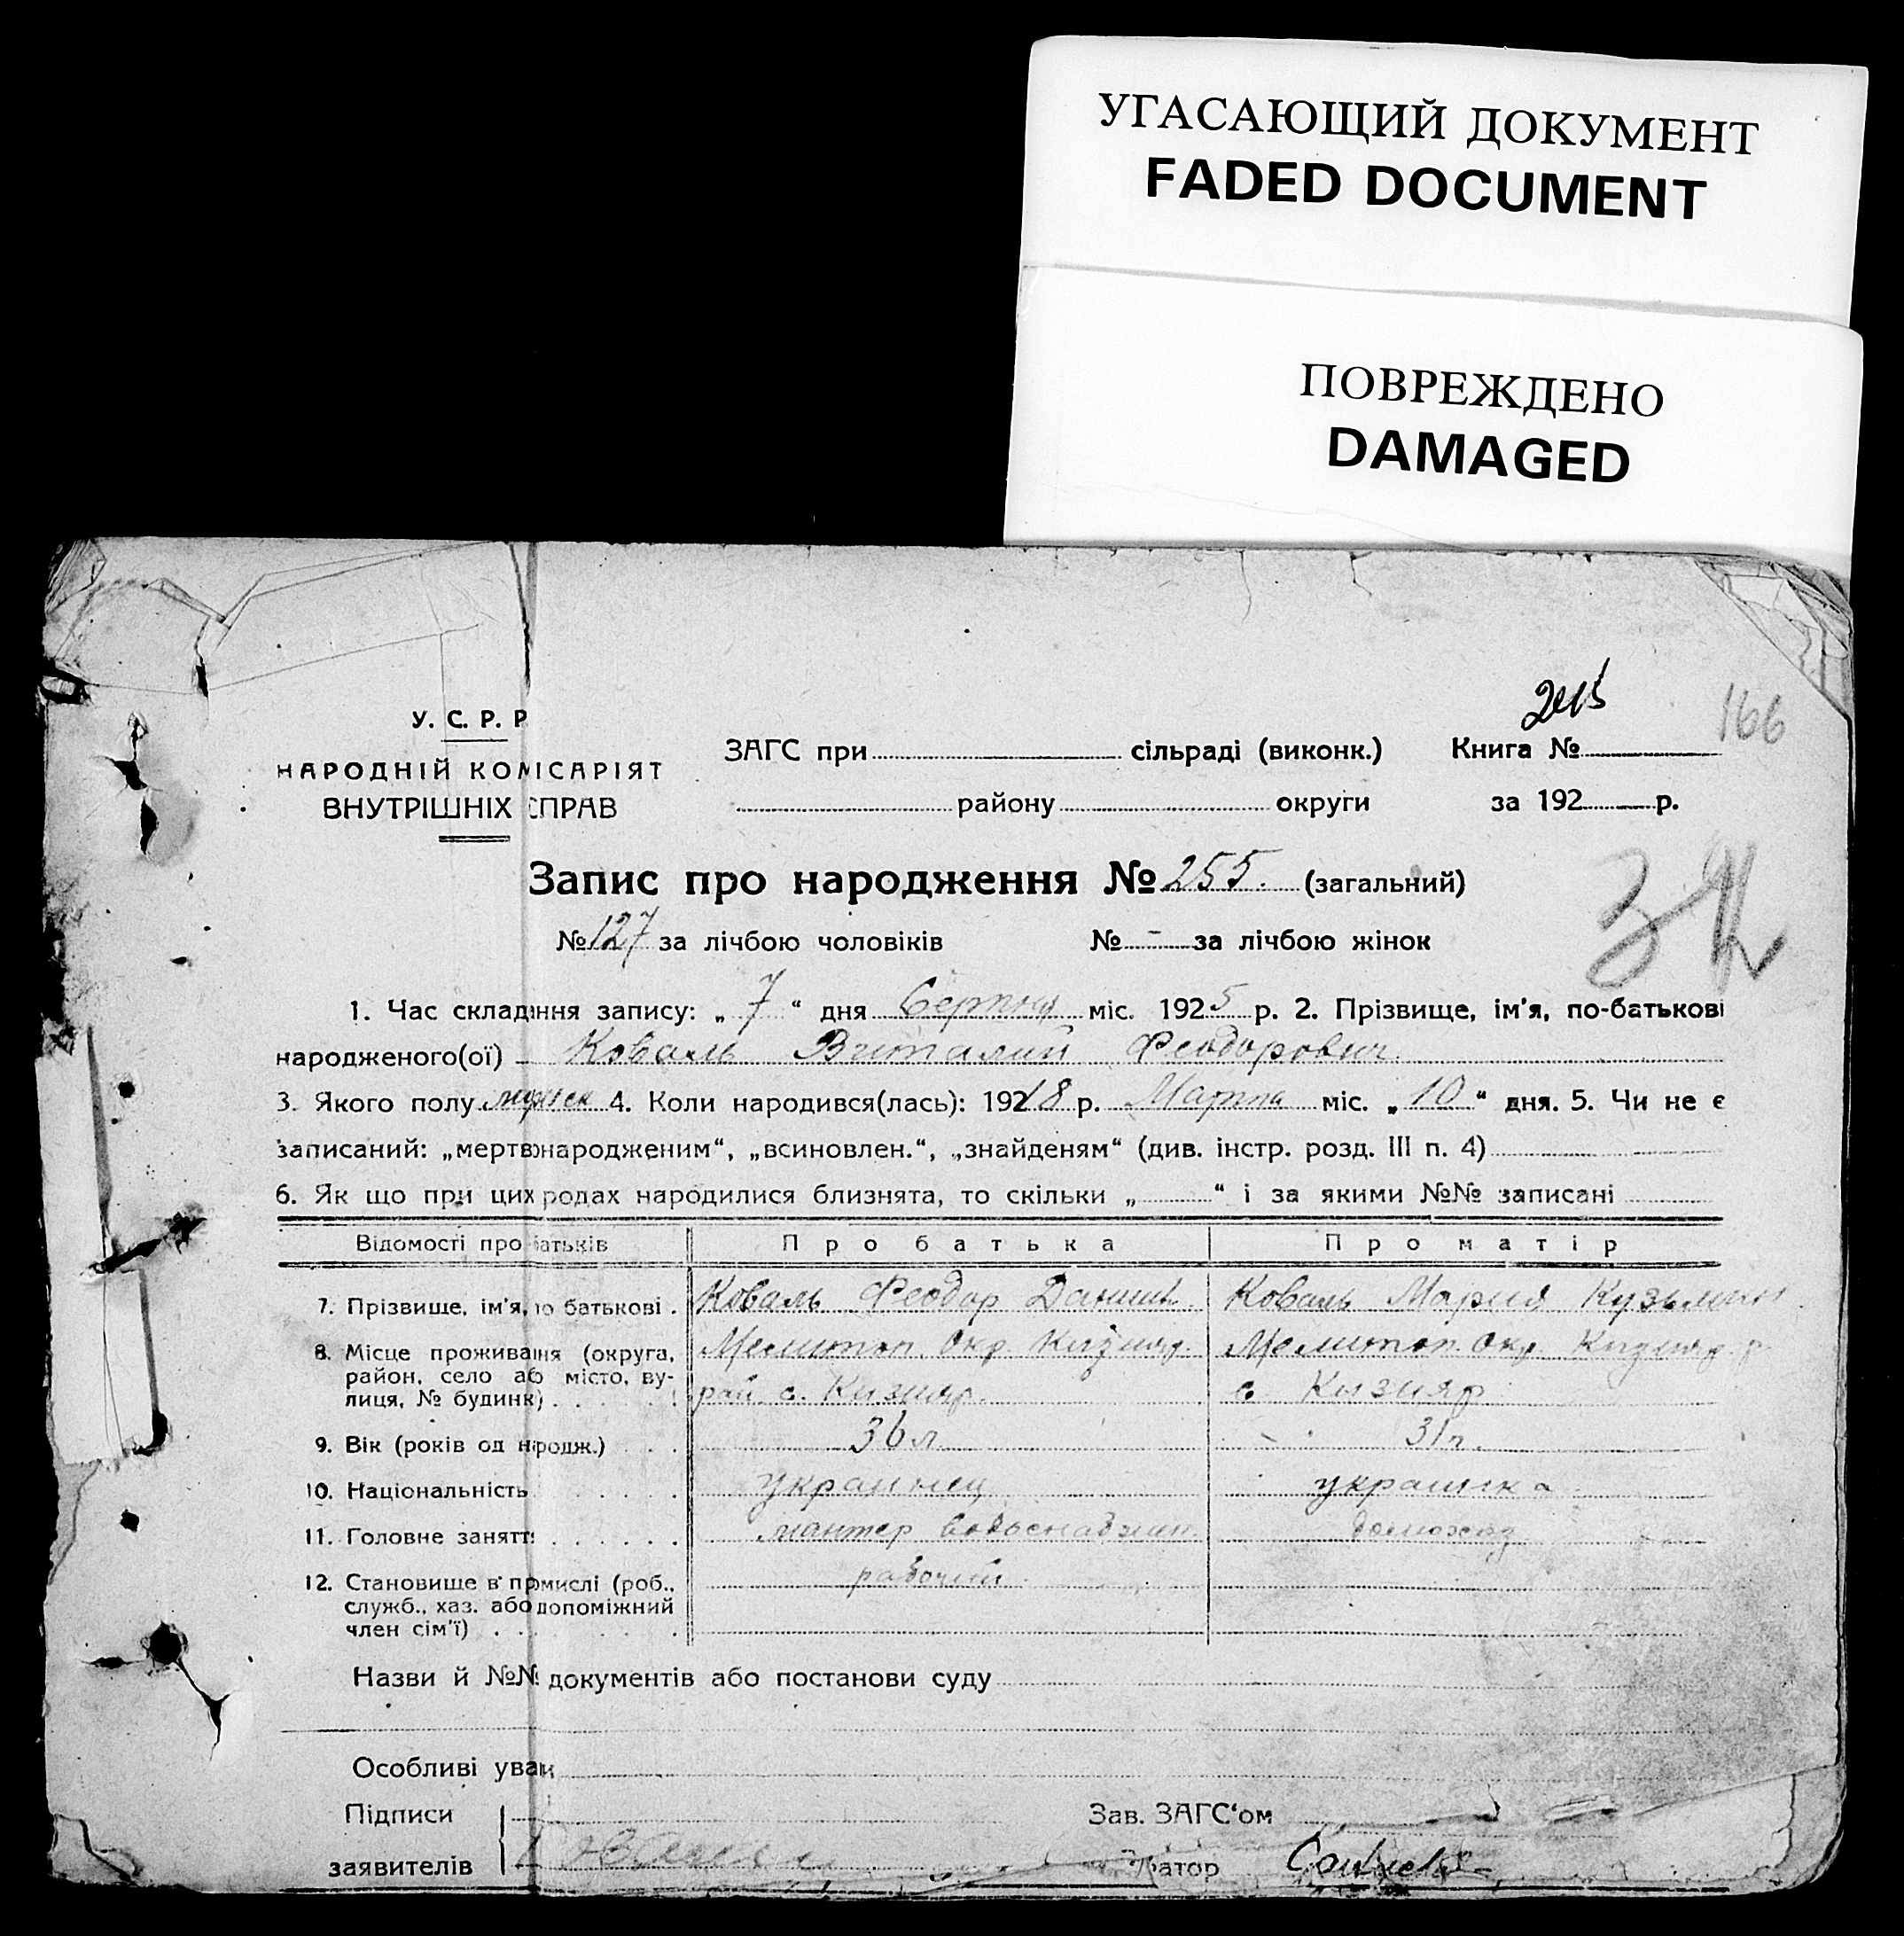 УГАСАЮЩИЙ ДОКУМЕНТ
FADED DOCUMENT
ПОВРЕЖДЕНО
DAMAGED
245 166
У. С. Р. Р
НАРОДНІЙ КОМІСАРІЯТ
ВНУТРІШНІХ СПРАВ
ЗАГС при сільраді (виконк.) Книга №
району округи за 192 р.
Запис про народження № 255. (загальний)
№ 127 за лічбою чоловіків № - за лічбою жінок
1. Час складання запису: „ 7 “ дня Серпня міс. 1925 р. 2. Прізвище, ім'я, по-батькові
народженого(ої) Коваль Виталий Феодорович
3. Якого полу мужск 4. Коли народився(лась): 1918 р. Марта міс. „ 10 “ дня. 5. Чи не є
записаний: „мертвонародженим“, „всиновлен.“, „знайденям“ (див. інстр. розд. III п. 4)
6. Як що при цих родах народилися близнята, то скільки „ “ і за якими №№ записані
Відомості про батьків Про батька Про матір
7. Прізвище, ім'я, по батькові . Коваль Феодор Данил. Коваль Мария Кузьмин
8. Місце проживання (округа, район, село або місто, вулиця, № будинк) Мелитоп. Окр. Кизияр. рай с. Кизияр. Мелитоп. Окр. Кизияр. р. с Кизияр
9. Вік (років од народж.) 36 л 31 л.
10. Національність украинец украинка
11. Головне заняття монтер водоснабжен. домохоз
12. Становище в промислі (роб., служб., хаз. або допоміжний член сім'ї) рабочий
Назви й №№ документів або постанови суду
Особливі уваги
Підписи Зав. ЗАГС‘ом
заявителів